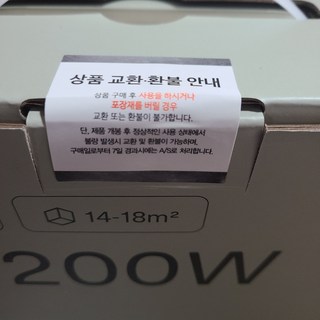 상품 교환·환불 안내
상품 구매 후 사용을 하시거나
포장재를 버릴 경우
교환 또는 환불이 불가합니다.
단, 제품 개봉 후 정상적인 사용 상태에서
불량 발생시 교환 및 환불이 가능하며,
구매일로부터 7일 경과시에는 A/S로 처리합니다.
14-18m²
200W